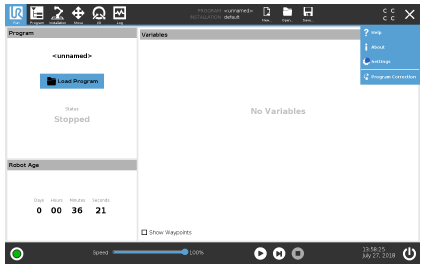 UR
Run
Program
Installation
Move
I/O
Log
PROGRAM <unnamed>
INSTALLATION default
New...
Open...
Save...
C C
C C
Program
<unnamed>
Load Program
Status
Stopped
Robot Age
Days Hours Minutes Seconds
0 00 36 21
Variables
No Variables
Show Waypoints
? Help
i About
Settings
Program Correction
Speed 100%
13:58:25
July 27, 2018